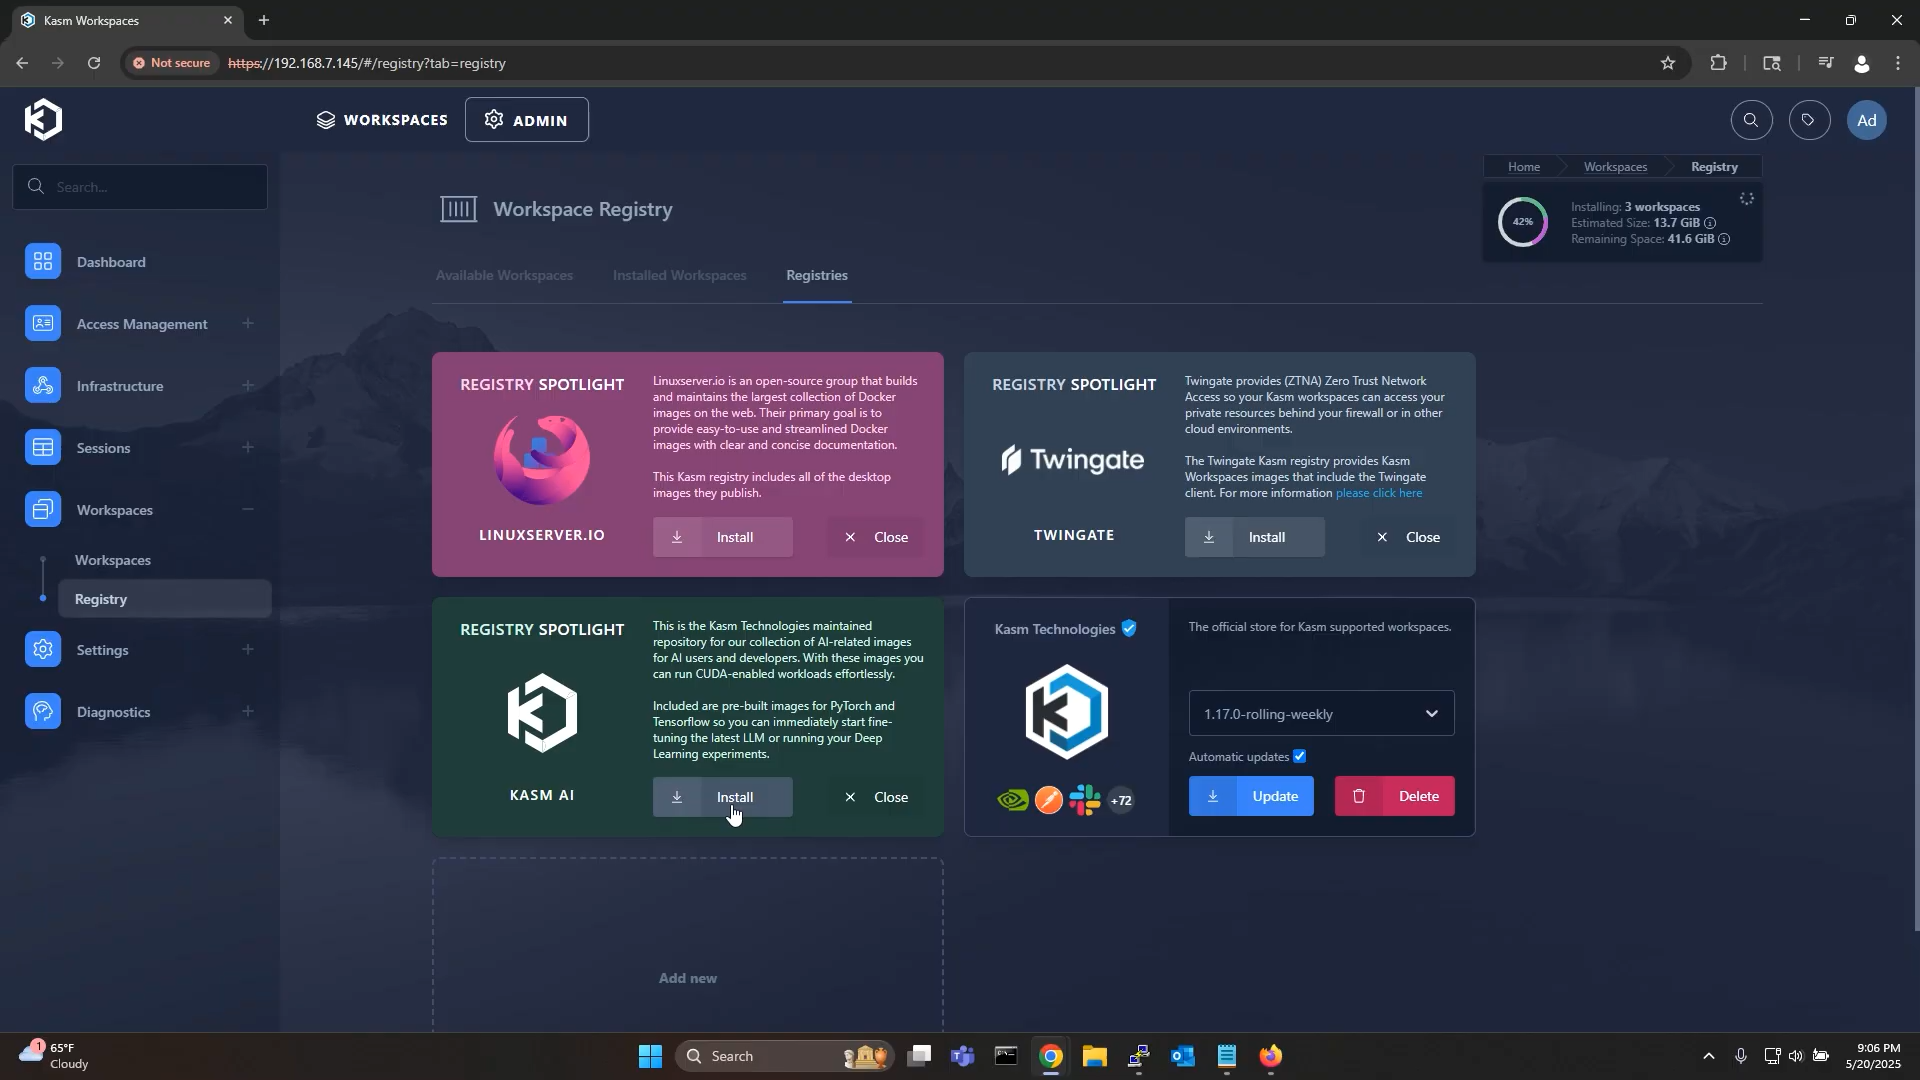 Kasm Workspaces
Not secure
https://192.168.7.145/#/registry?tab=registry
WORKSPACES
ADMIN
Ad
Search...
Dashboard
Access Management
Infrastructure
Sessions
Workspaces
Workspaces
Registry
Settings
Diagnostics
Home
Workspaces
Registry
42%
Installing: 3 workspaces
Estimated Size: 13.7 GiB
Remaining Space: 41.6 GiB
Workspace Registry
Available Workspaces
Installed Workspaces
Registries
REGISTRY SPOTLIGHT
LINUXSERVER.IO
Linuxserver.io is an open-source group that builds
and maintains the largest collection of Docker
images on the web. Their primary goal is to
provide easy-to-use and streamlined Docker
images with clear and concise documentation.
This Kasm registry includes all of the desktop
images they publish.
Install
Close
REGISTRY SPOTLIGHT
Twingate
TWINGATE
Twingate provides (ZTNA) Zero Trust Network
Access so your Kasm workspaces can access your
private resources behind your firewall or in other
cloud environments.
The Twingate Kasm registry provides Kasm
Workspaces images that include the Twingate
client. For more information please click here
Install
Close
REGISTRY SPOTLIGHT
KASM AI
This is the Kasm Technologies maintained
repository for our collection of AI-related images
for AI users and developers. With these images you
can run CUDA-enabled workloads effortlessly.
Included are pre-built images for PyTorch and
Tensorflow so you can immediately start fine-
tuning the latest LLM or running your Deep
Learning experiments.
Install
Close
Kasm Technologies
+72
The official store for Kasm supported workspaces.
1.17.0-rolling-weekly
Automatic updates
Update
Delete
Add new
1
65°F
Cloudy
Search
9:06 PM
5/20/2025